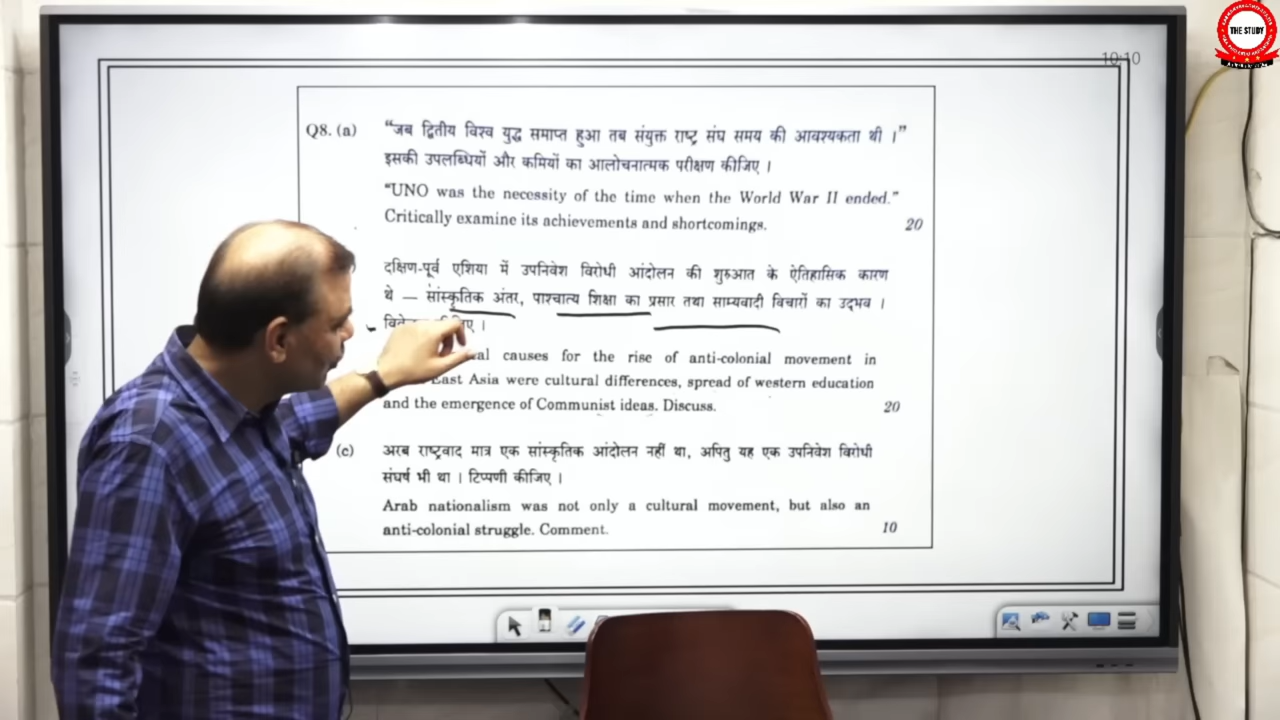 THE STUDY
10:10
Q8. (a) “जब द्वितीय विश्व युद्ध समाप्त हुआ तब संयुक्त राष्ट्र संघ समय की आवश्यकता थी ।”
इसकी उपलब्धियों और कमियों का आलोचनात्मक परीक्षण कीजिए ।
“UNO was the necessity of the time when the World War II ended.”
Critically examine its achievements and shortcomings. 20
दक्षिण-पूर्व एशिया में उपनिवेश विरोधी आंदोलन की शुरुआत के ऐतिहासिक कारण
थे — सांस्कृतिक अंतर, पाश्चात्य शिक्षा का प्रसार तथा साम्यवादी विचारों का उद्भव ।
causes for the rise of anti-colonial movement in
East Asia were cultural differences, spread of western education
and the emergence of Communist ideas. Discuss. 20
(c) अरब राष्ट्रवाद मात्र एक सांस्कृतिक आंदोलन नहीं था, अपितु यह एक उपनिवेश विरोधी
संघर्ष भी था । टिप्पणी कीजिए ।
Arab nationalism was not only a cultural movement, but also an
anti-colonial struggle. Comment. 10